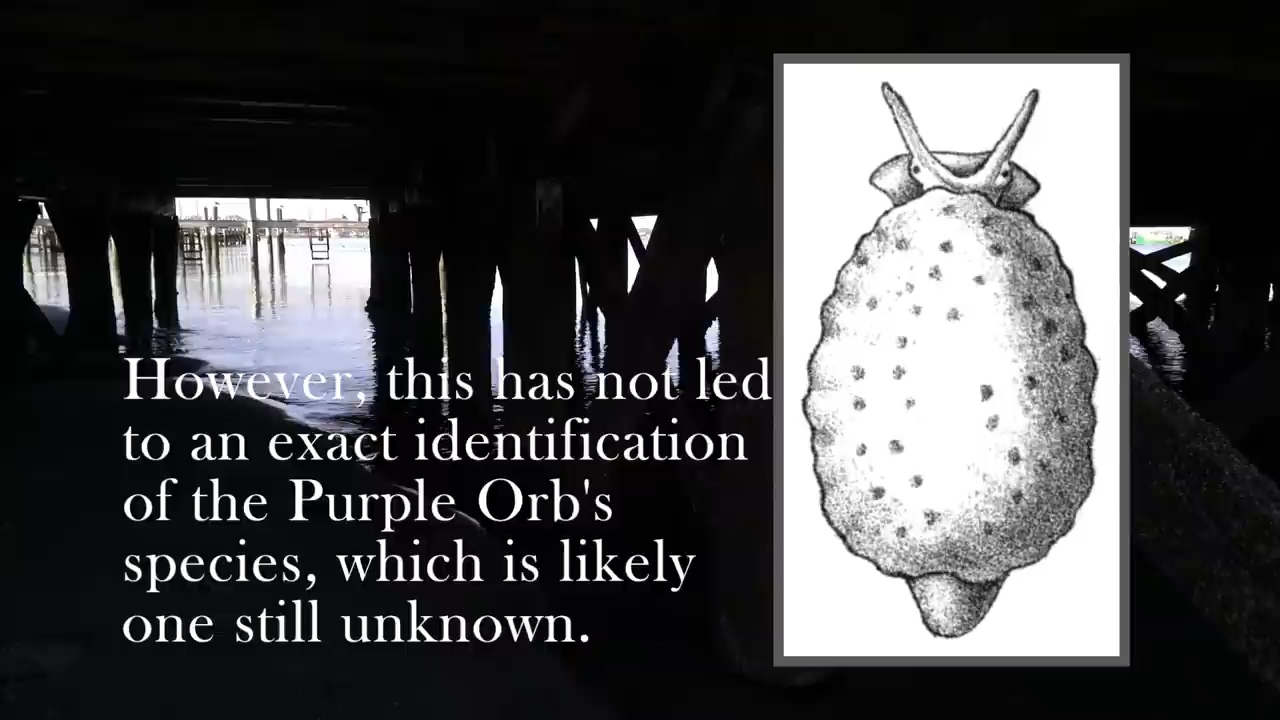 However, this has not led
to an exact identification
of the Purple Orb's
species, which is likely
one still unknown.